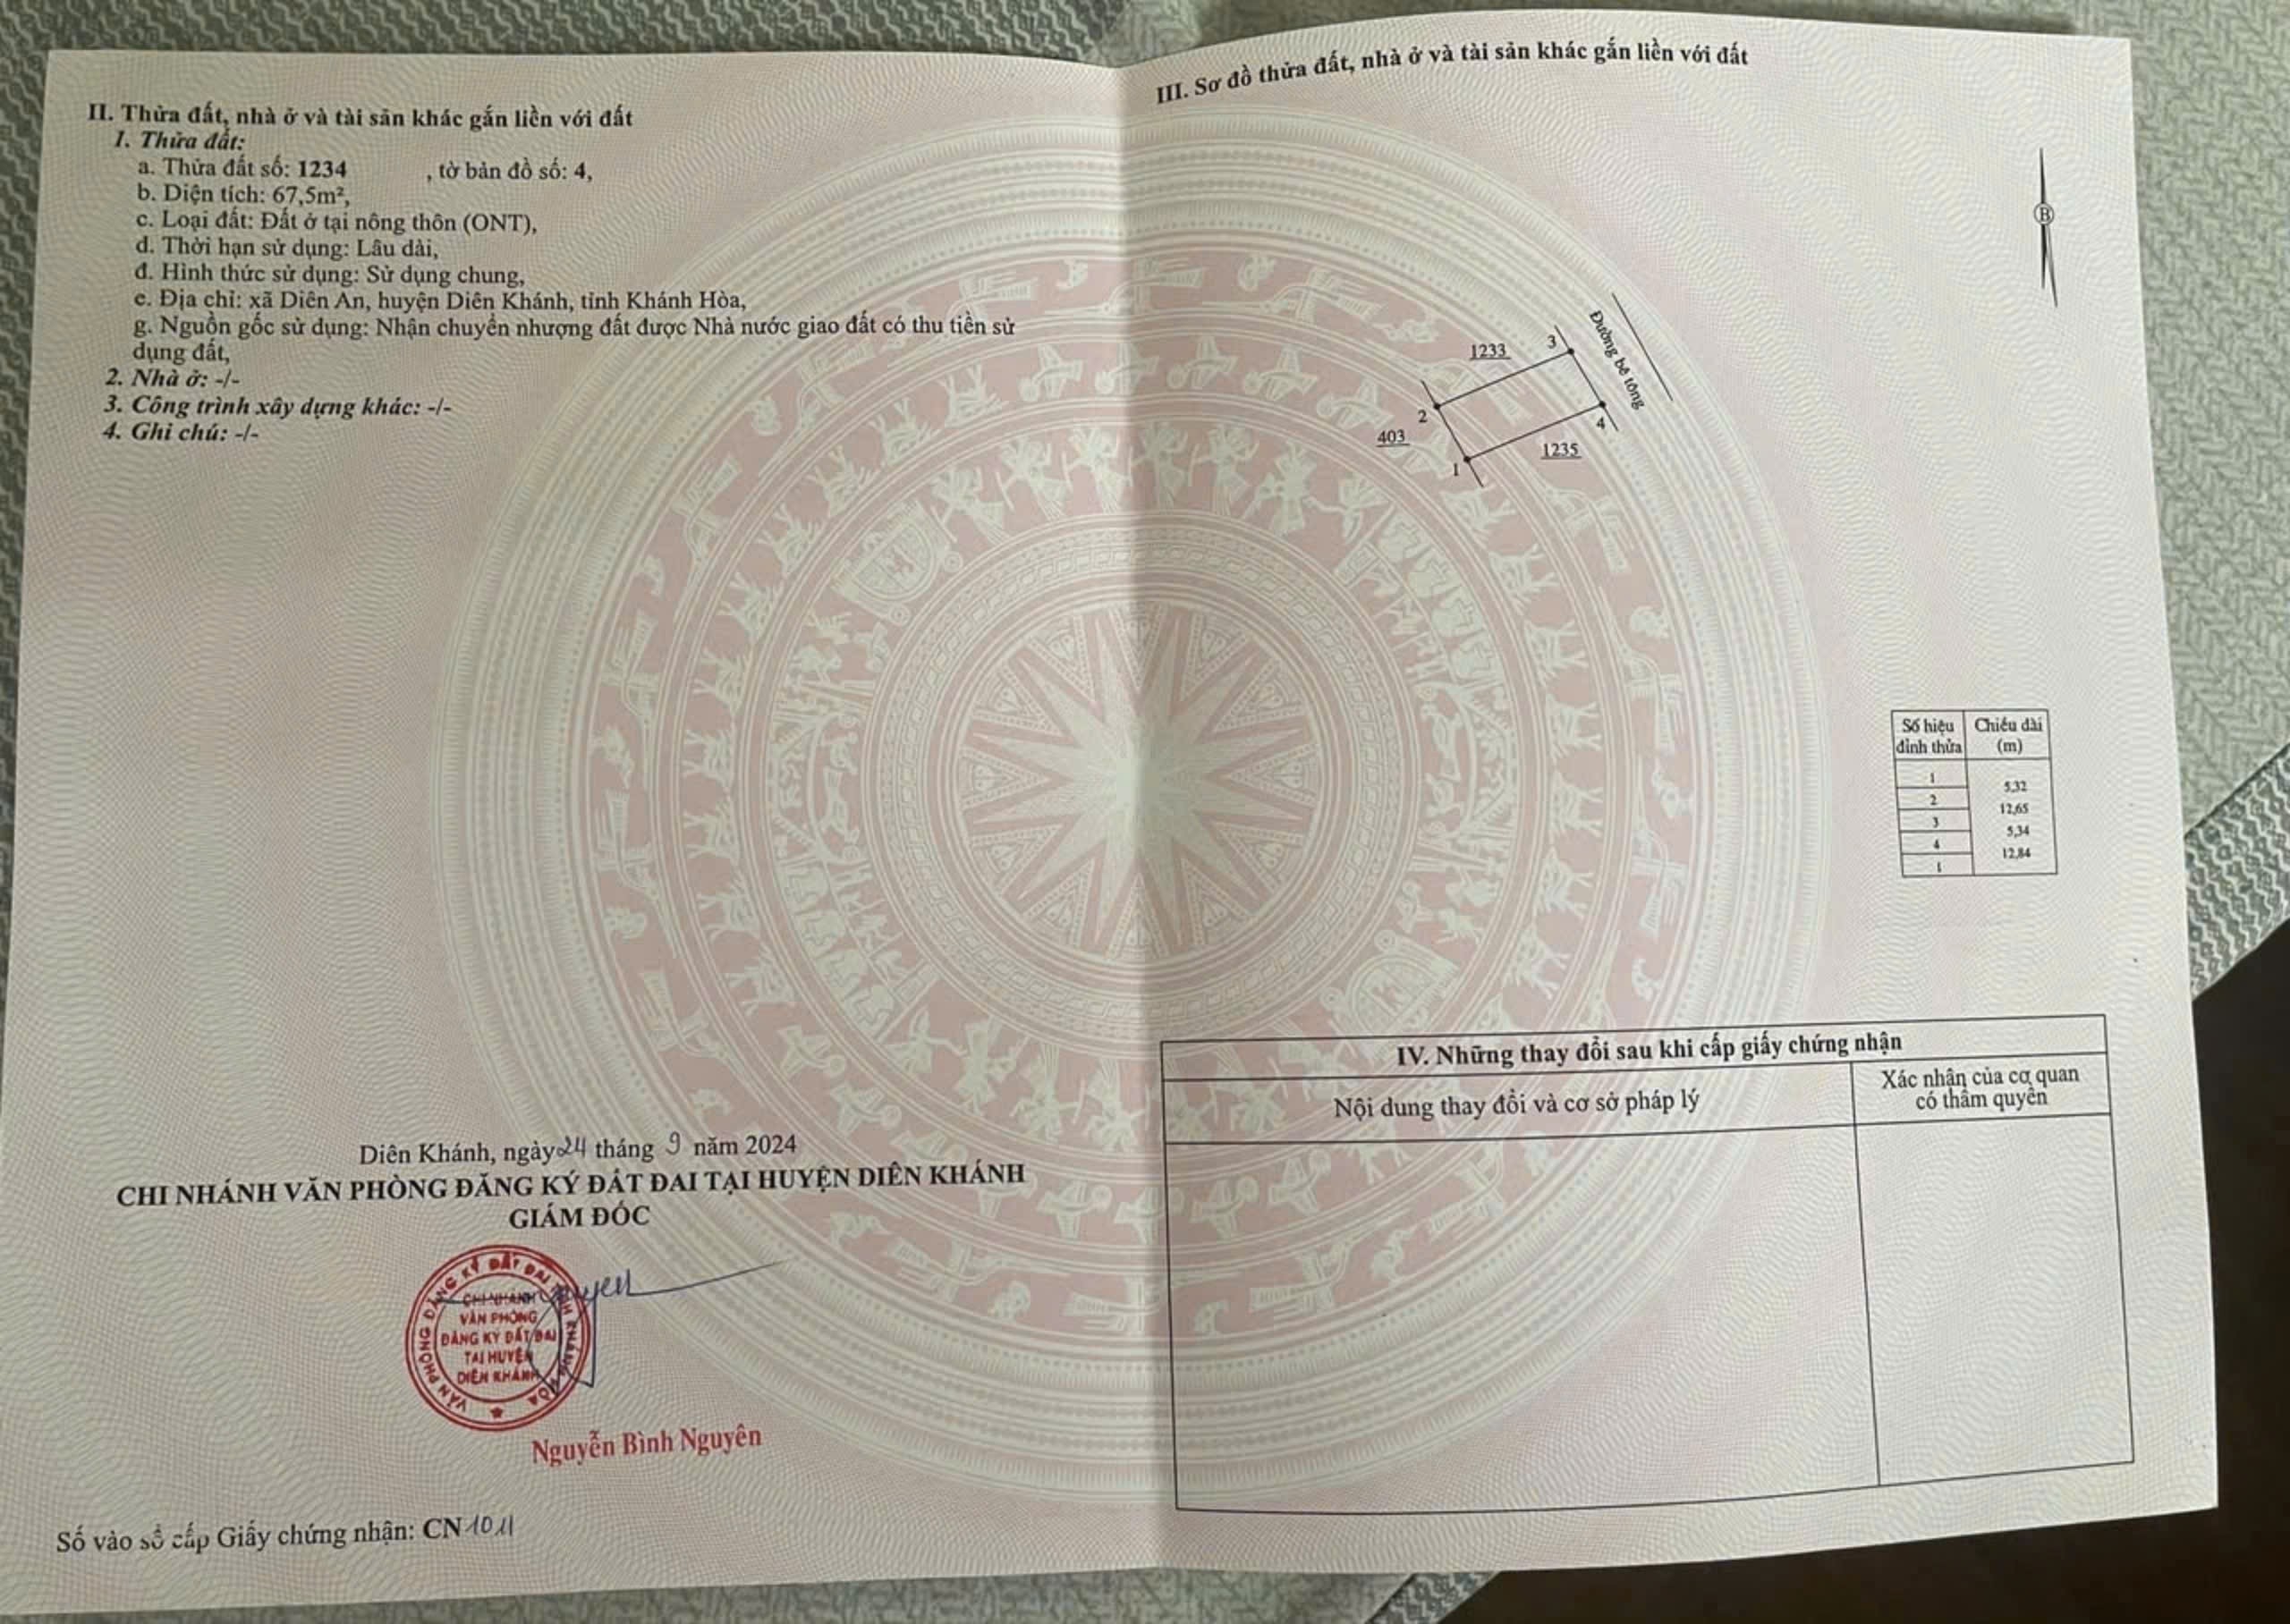 II. Thửa đất, nhà ở và tài sản khác gắn liền với đất
1. Thửa đất:
a. Thửa đất số: 1234 , tờ bản đồ số: 4,
b. Diện tích: 67,5m²,
c. Loại đất: Đất ở tại nông thôn (ONT),
d. Thời hạn sử dụng: Lâu dài,
đ. Hình thức sử dụng: Sử dụng chung,
e. Địa chỉ: xã Diên An, huyện Diên Khánh, tỉnh Khánh Hòa,
g. Nguồn gốc sử dụng: Nhận chuyển nhượng đất được Nhà nước giao đất có thu tiền sử
dụng đất,
2. Nhà ở: -/-
3. Công trình xây dựng khác: -/-
4. Ghi chú: -/-
Diên Khánh, ngày 24 tháng 9 năm 2024
CHI NHÁNH VĂN PHÒNG ĐĂNG KÝ ĐẤT ĐAI TẠI HUYỆN DIÊN KHÁNH
GIÁM ĐỐC
VĂN PHÒNG ĐĂNG KÝ ĐẤT ĐAI TỈNH KHÁNH HÒA
CHI NHÁNH
VĂN PHÒNG
ĐĂNG KÝ ĐẤT ĐAI
TẠI HUYỆN
DIÊN KHÁNH
Nguyễn Bình Nguyên
Số vào sổ cấp Giấy chứng nhận: CN 1011
III. Sơ đồ thửa đất, nhà ở và tài sản khác gắn liền với đất
B
Đường bê tông
3
1233
2
4
403
1235
1
Số hiệu đỉnh thửa
Chiều dài (m)
1
5,32
2
12,65
3
5,34
4
12,84
1
IV. Những thay đổi sau khi cấp giấy chứng nhận
Nội dung thay đổi và cơ sở pháp lý
Xác nhận của cơ quan
có thẩm quyền